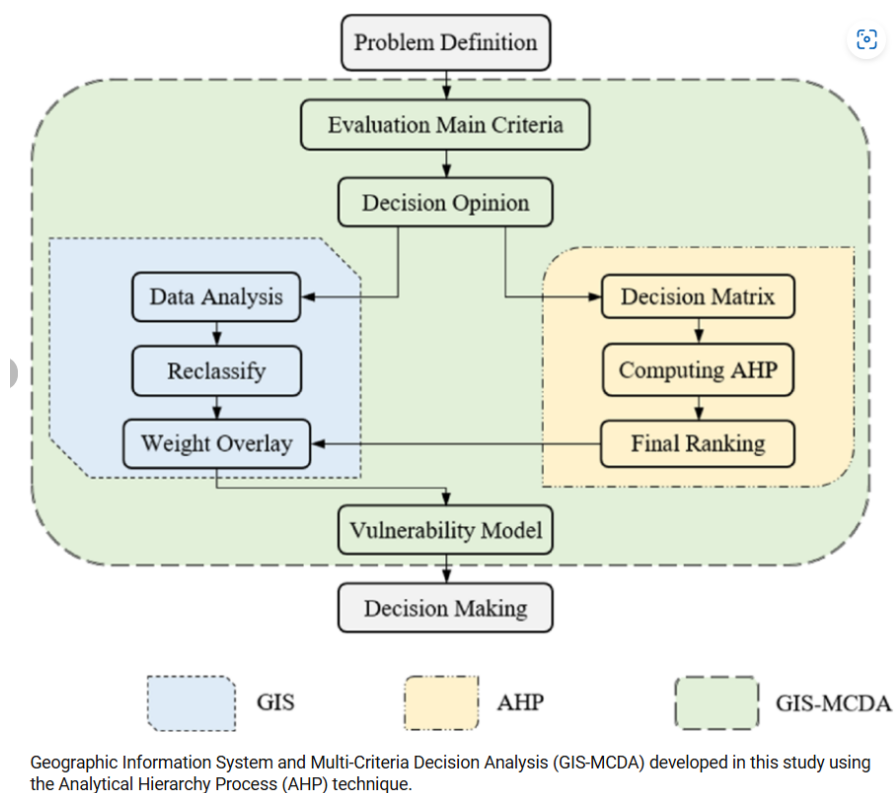 Problem Definition
Evaluation Main Criteria
Decision Opinion
Data Analysis
Decision Matrix
Reclassify
Computing AHP
Weight Overlay
Final Ranking
Vulnerability Model
Decision Making
GIS
AHP
GIS-MCDA
Geographic Information System and Multi-Criteria Decision Analysis (GIS-MCDA) developed in this study using
the Analytical Hierarchy Process (AHP) technique.